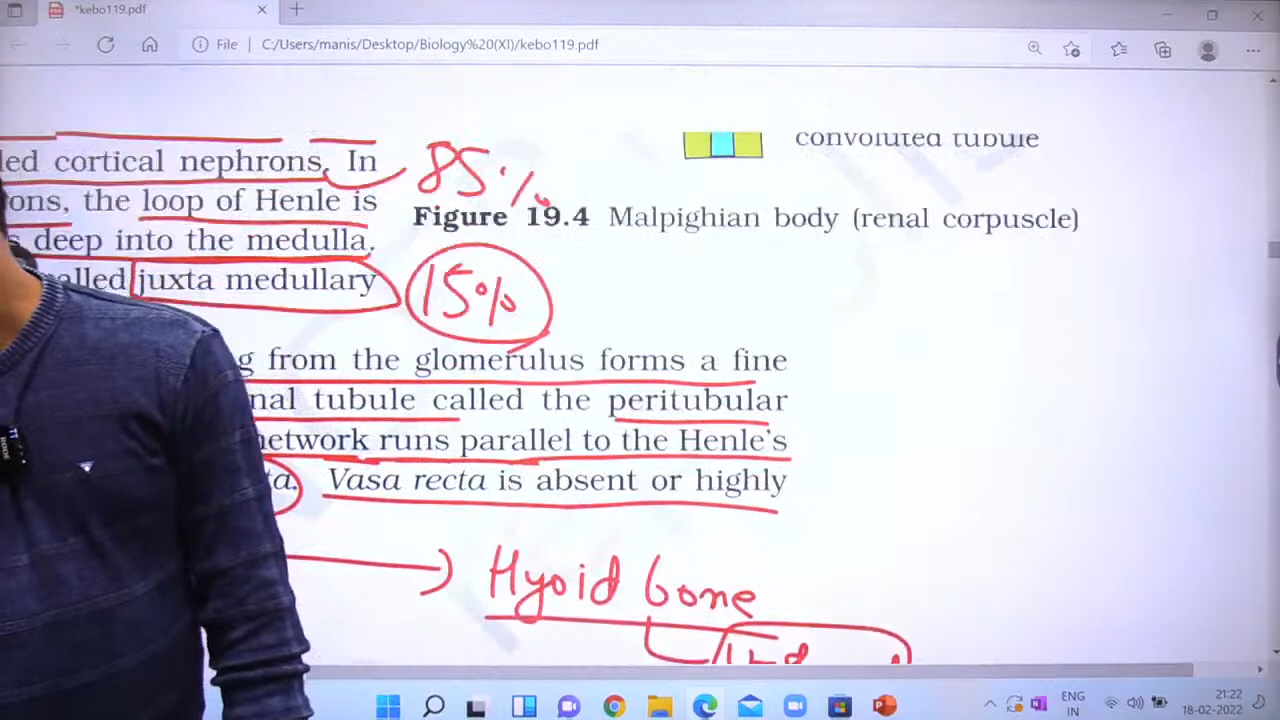 *kebo119.pdf
File C:/Users/manis/Desktop/Biology%20(XI)/kebo119.pdf
convoluted tubule
led cortical nephrons. In 85%
ons, the loop of Henle is
Figure 19.4 Malpighian body (renal corpuscle)
s deep into the medulla.
alled juxta medullary 15%
g from the glomerulus forms a fine
nal tubule called the peritubular
network runs parallel to the Henle's
ta. Vasa recta is absent or highly
Hyoid bone
ENG
IN
21:22
18-02-2022